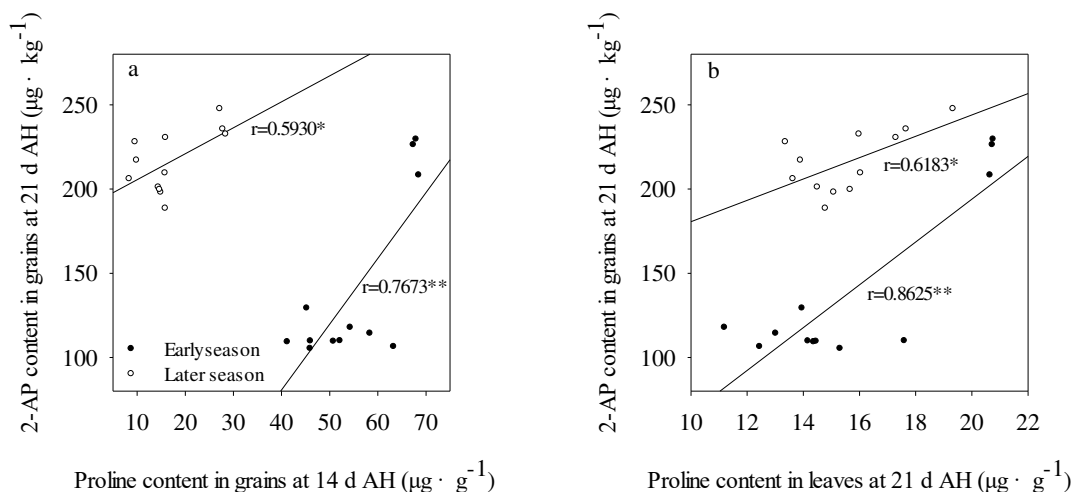 2-AP content in grains at 21 d AH (μg · kg-1)
a
250
200
150
100
r=0.5930*
r=0.7673**
Earlyseason
Later season
10 20 30 40 50 60 70
Proline content in grains at 14 d AH (μg · g-1)
2-AP content in grains at 21 d AH (μg · kg-1)
b
250
200
150
100
r=0.6183*
r=0.8625**
10 12 14 16 18 20 22
Proline content in leaves at 21 d AH (μg · g-1)